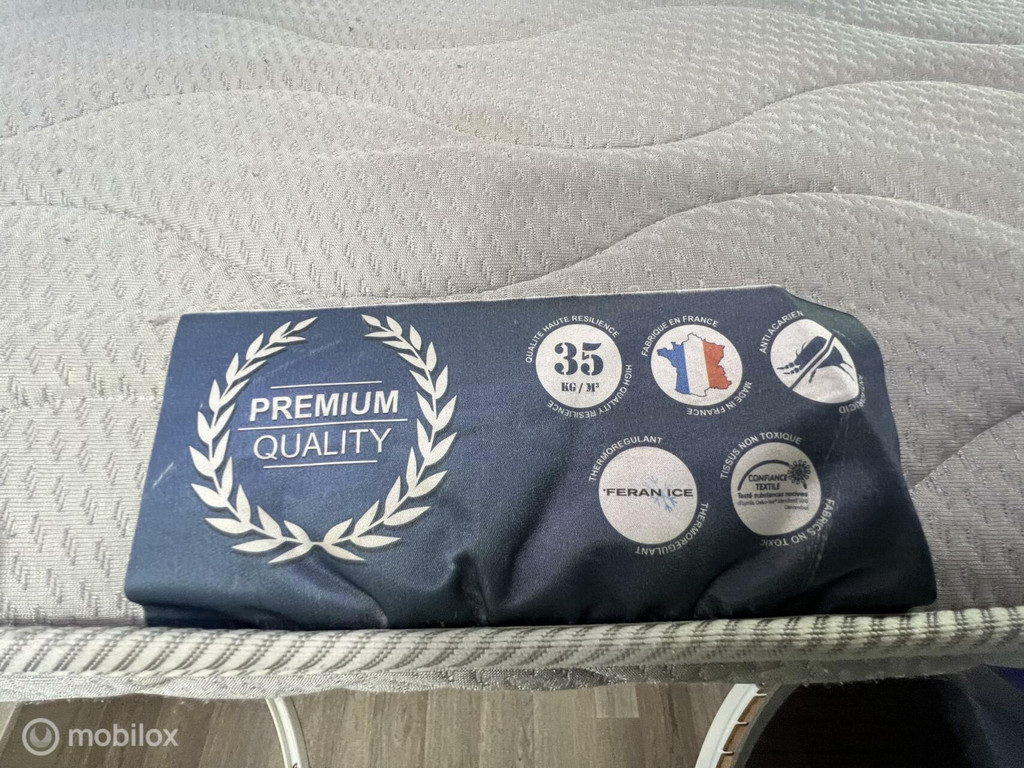 PREMIUM
QUALITY
QUALITE HAUTE RESILIENCE
35
KG / M³
HIGH QUALITY RESILIENCE
FABRIQUE EN FRANCE
MADE IN FRANCE
ANTI ACARIEN
THERMOREGULANT
FERAN ICE
THERMOREGULANT
TISSUS NON TOXIQUE
CONFIANCE
TEXTILE
FABRICS NO TOXIC
mobilox